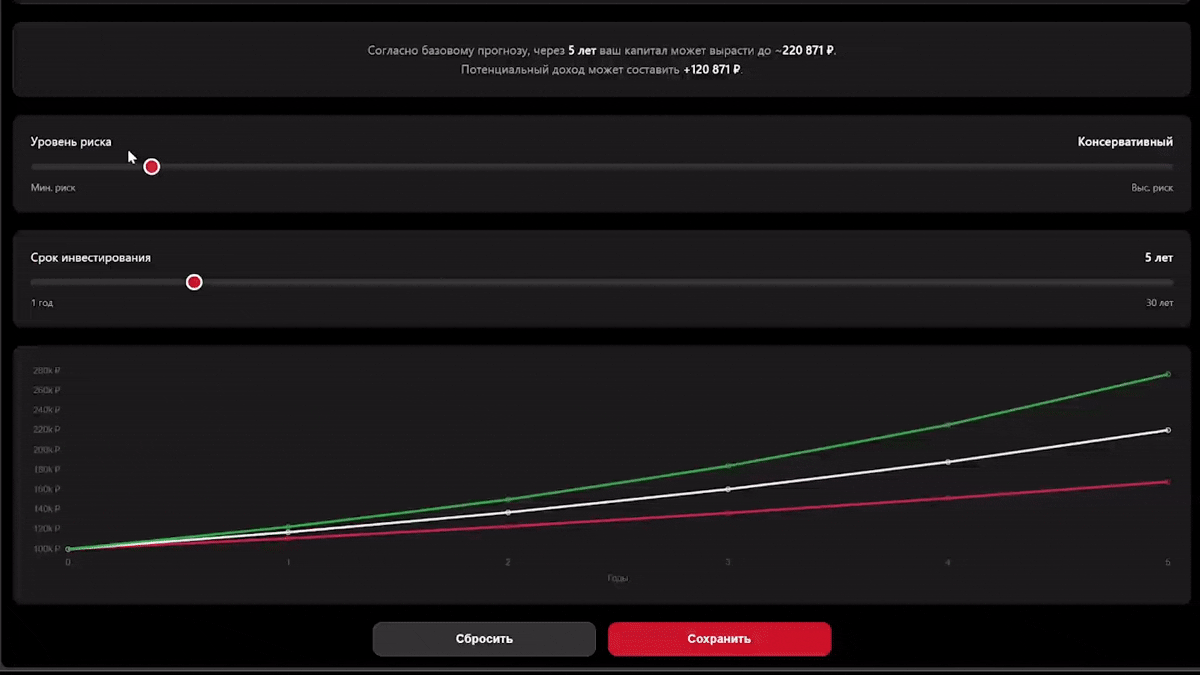 Согласно базовому прогнозу, через 5 лет ваш капитал может вырасти до ~220 871 ₽.
Потенциальный доход может составить +120 871 ₽.
Уровень риска
Консервативный
Мин. риск
Выс. риск
Срок инвестирования
5 лет
1 год
30 лет
280k ₽
260k ₽
240k ₽
220k ₽
200k ₽
180k ₽
160k ₽
140k ₽
120k ₽
100k ₽
0 1 2 3 4 5
Годы
Сбросить
Сохранить